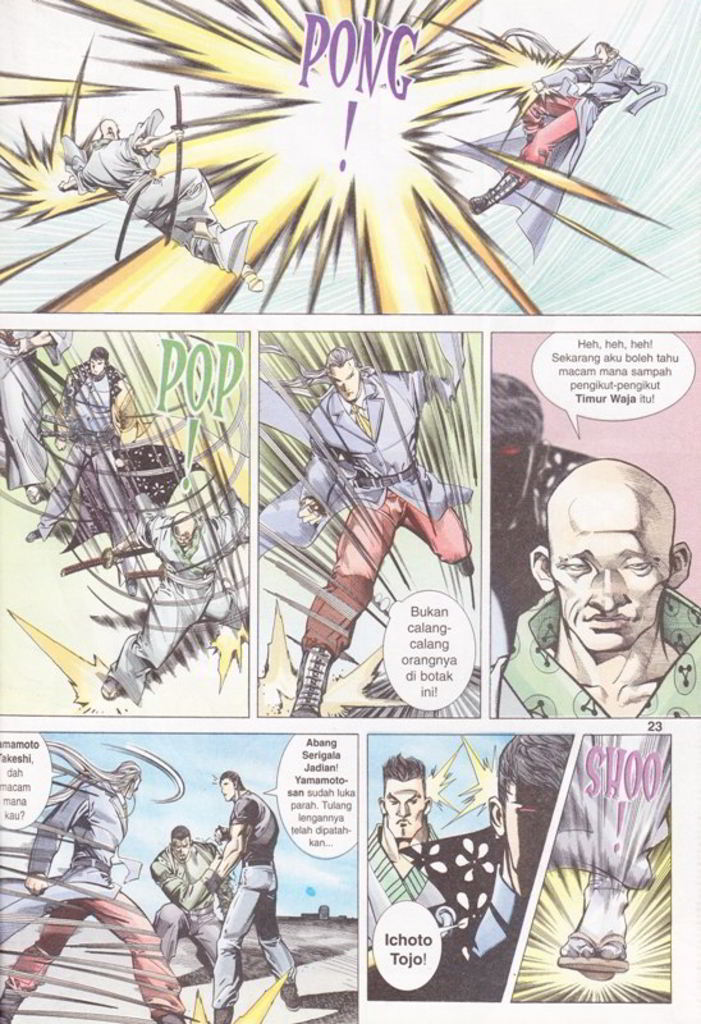 PONG
!
POP
!
Bukan
calang-
calang
orangnya
di botak
ini!
Heh, heh, heh!
Sekarang aku boleh tahu
macam mana sampah
pengikut-pengikut
Timur Waja itu!
23
amamoto
Takeshi,
dah
macam
mana
kau?
Abang
Serigala
Jadian!
Yamamoto-
san sudah luka
parah. Tulang
lengannya
telah dipatah-
kan...
Ichoto
Tojo!
SHOO
!